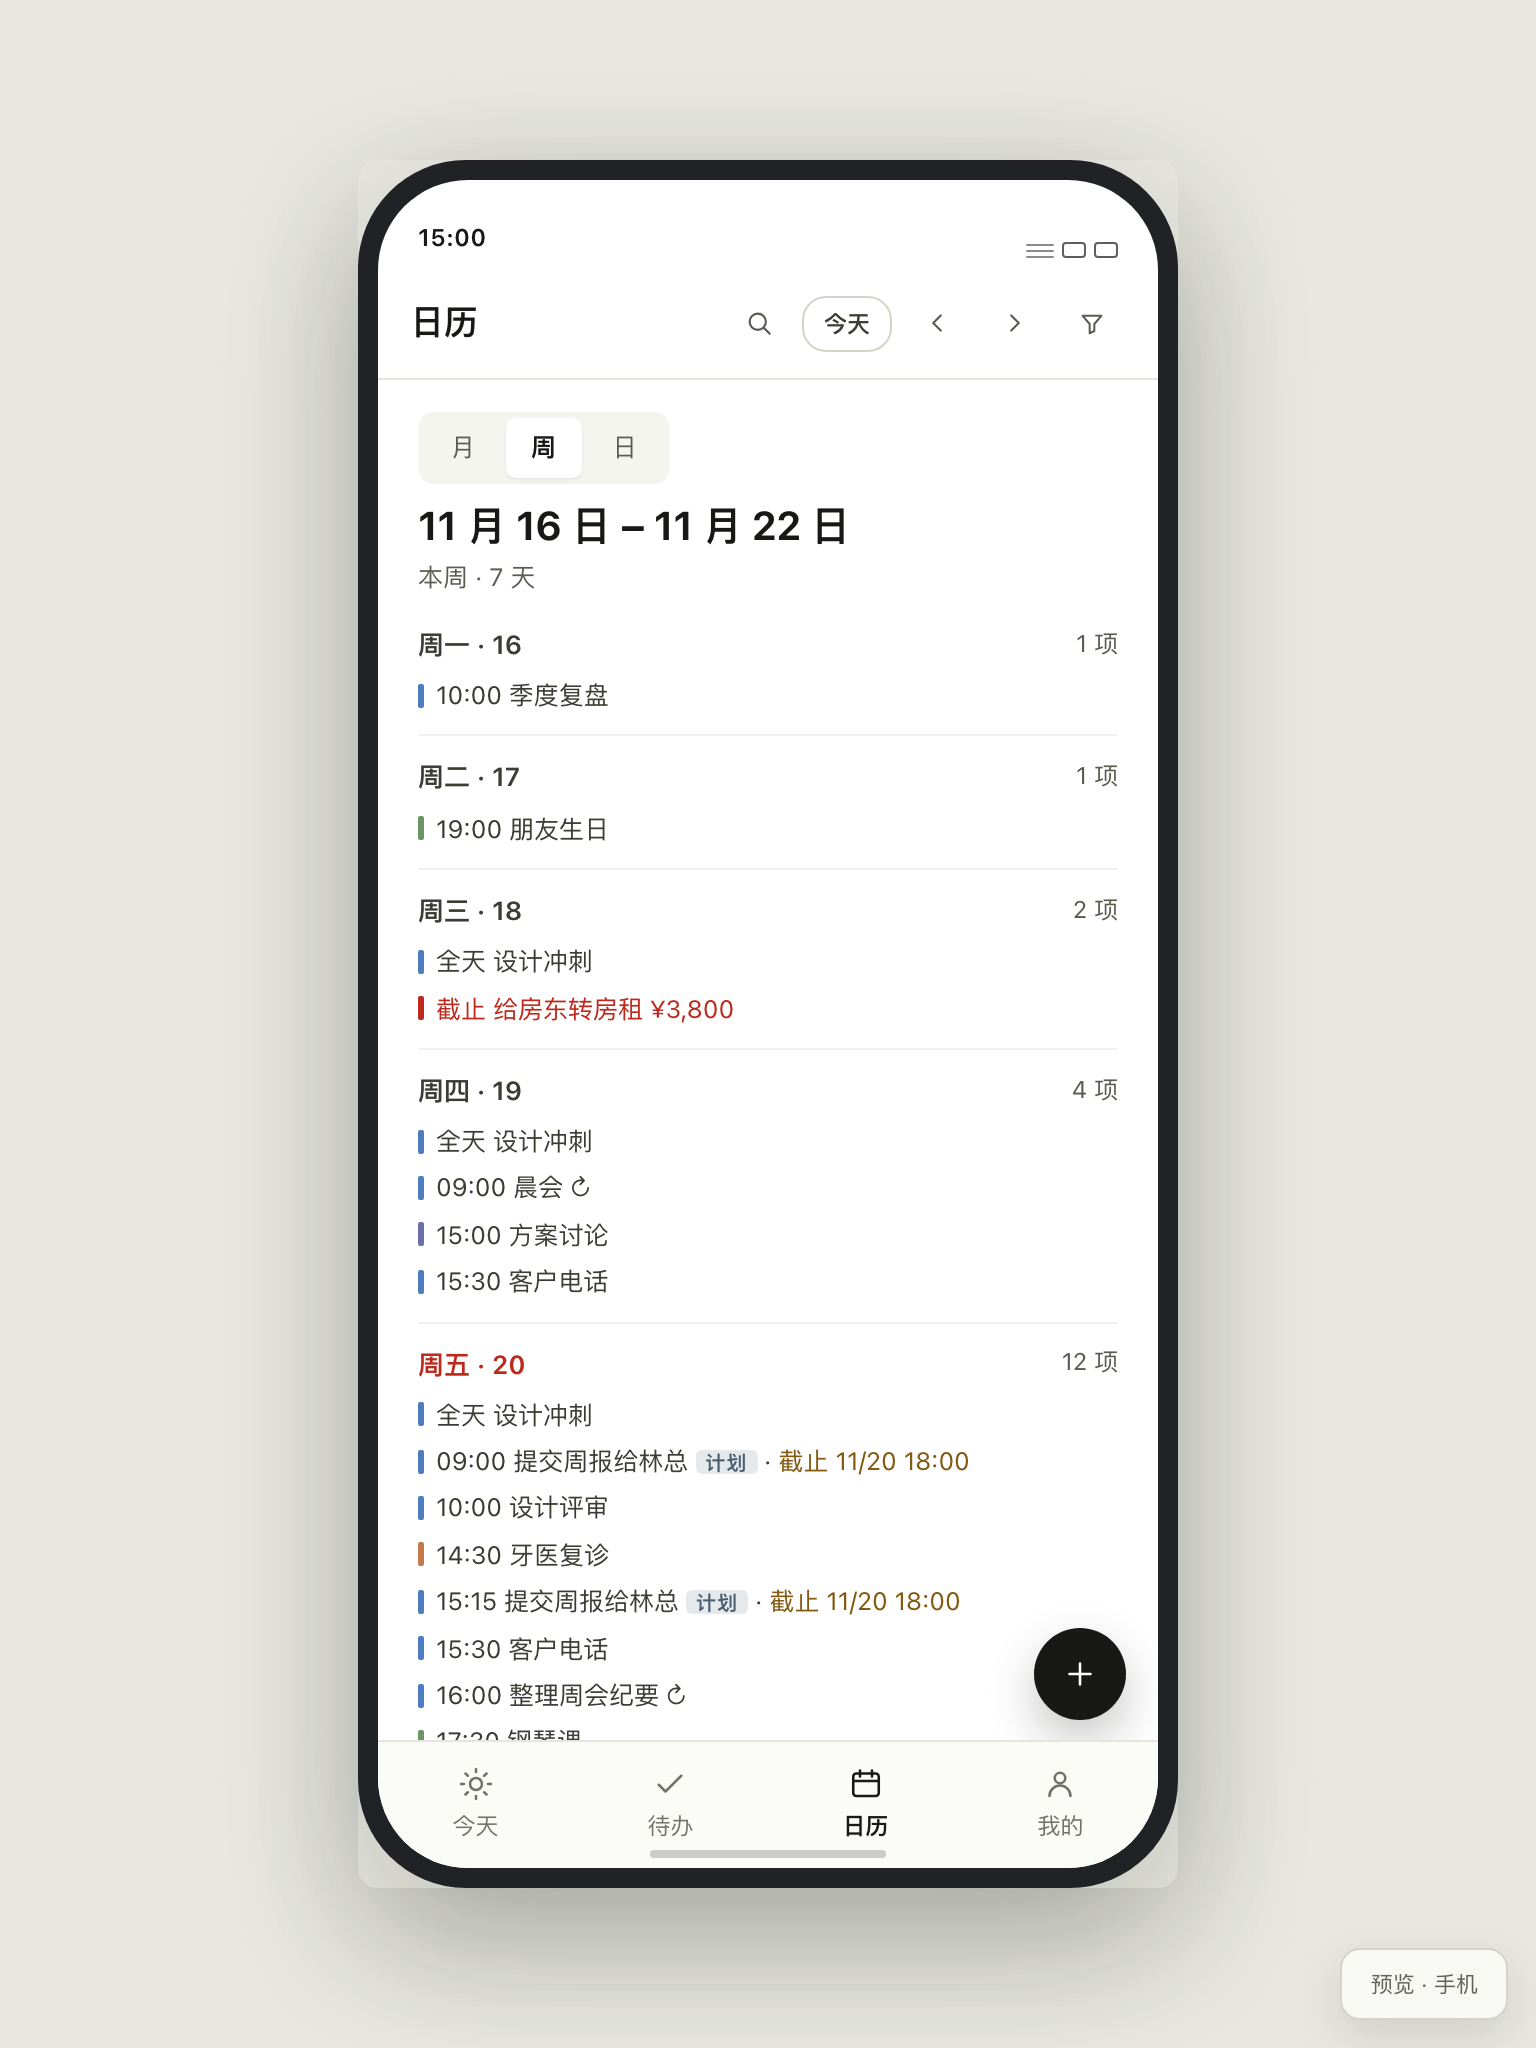 15:00
日历 今天
月 周 日
11 月 16 日 – 11 月 22 日
本周 · 7 天
周一 · 16 1 项
10:00 季度复盘
周二 · 17 1 项
19:00 朋友生日
周三 · 18 2 项
全天 设计冲刺
截止 给房东转房租 ¥3,800
周四 · 19 4 项
全天 设计冲刺
09:00 晨会
15:00 方案讨论
15:30 客户电话
周五 · 20 12 项
全天 设计冲刺
09:00 提交周报给林总 计划 · 截止 11/20 18:00
10:00 设计评审
14:30 牙医复诊
15:15 提交周报给林总 计划 · 截止 11/20 18:00
15:30 客户电话
16:00 整理周会纪要
17:30 钢琴课
今天 待办 日历 我的
预览 · 手机